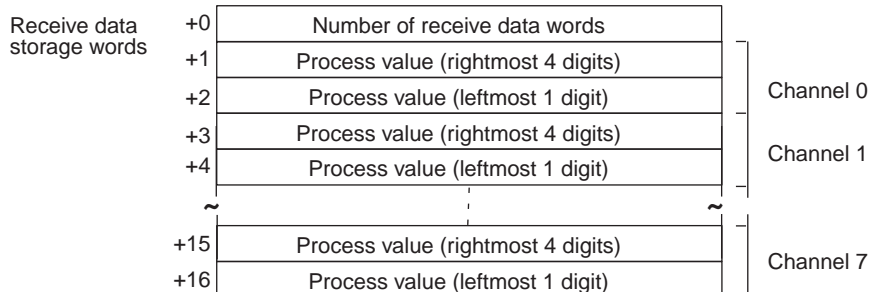 Receive data
storage words
+0 Number of receive data words
+1 Process value (rightmost 4 digits)
+2 Process value (leftmost 1 digit)
Channel 0
+3 Process value (rightmost 4 digits)
+4 Process value (leftmost 1 digit)
Channel 1
~ ~
+15 Process value (rightmost 4 digits)
+16 Process value (leftmost 1 digit)
Channel 7